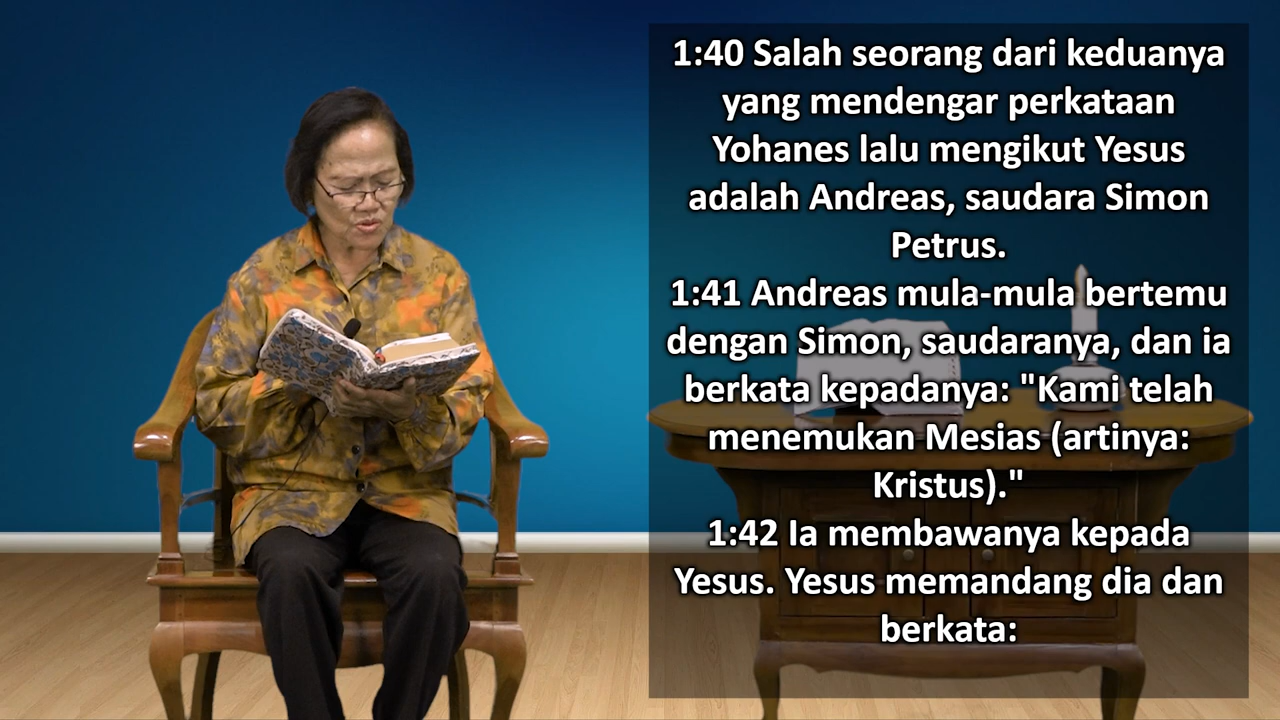 1:40 Salah seorang dari keduanya
yang mendengar perkataan
Yohanes lalu mengikut Yesus
adalah Andreas, saudara Simon
Petrus.
1:41 Andreas mula-mula bertemu
dengan Simon, saudaranya, dan ia
berkata kepadanya: "Kami telah
menemukan Mesias (artinya:
Kristus)."
1:42 Ia membawanya kepada
Yesus. Yesus memandang dia dan
berkata: